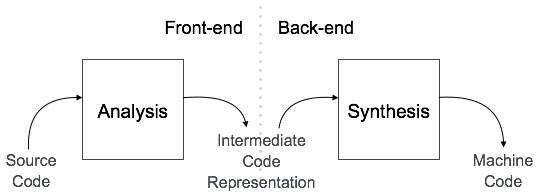 Front-end
Back-end
Analysis
Synthesis
Source
Code
Intermediate
Code
Representation
Machine
Code